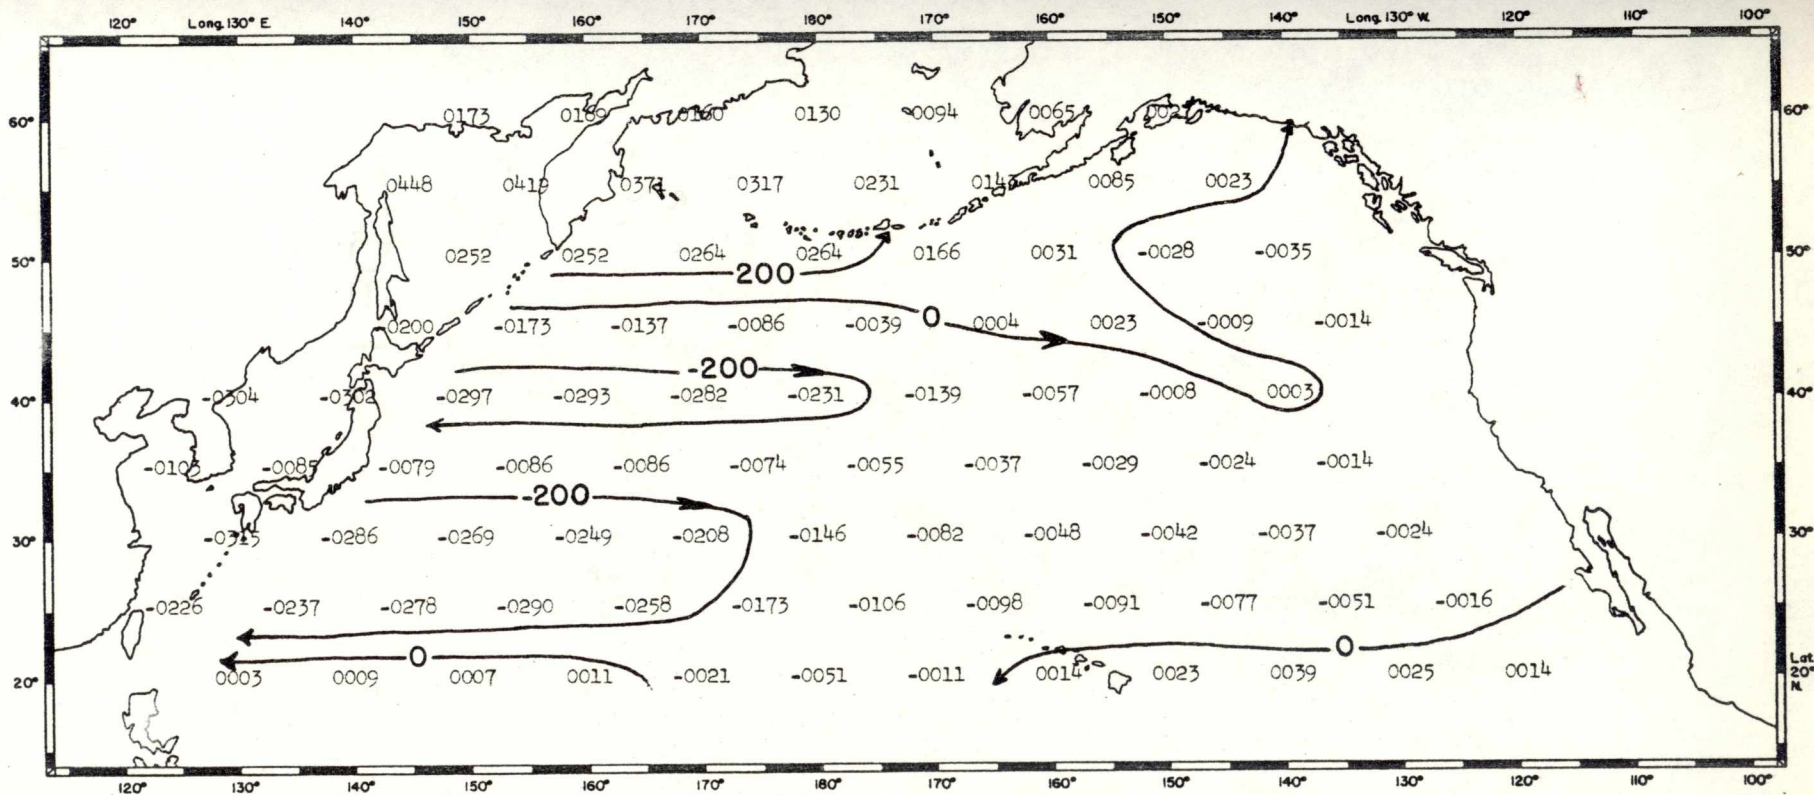 120° Long. 130° E. 140° 150° 160° 170° 180° 170° 160° 150° 140° Long. 130° W. 120° 110° 100°
60° 0173 0169 0160 0130 0094 0065 60°
0448 0419 0371 0317 0231 0143 0085 0023
50° 0252 0252 0264 0264 0166 0031 -0028 -0035 50°
200
0200 -0173 -0137 -0086 -0039 0 0004 0023 -0009 -0014
-200
40° -0304 -0302 -0297 -0293 -0282 -0231 -0139 -0057 -0008 0003 40°
-0103 -0085 -0079 -0086 -0086 -0074 -0055 -0037 -0029 -0024 -0014
-200
30° -0315 -0286 -0269 -0249 -0208 -0146 -0082 -0048 -0042 -0037 -0024 30°
-0226 -0237 -0278 -0290 -0258 -0173 -0106 -0098 -0091 -0077 -0051 -0016
0 0
20° 0003 0009 0007 0011 -0021 -0051 -0011 0014 0023 0039 0025 0014 Lat. 20° N.
120° 130° 140° 150° 160° 170° 180° 170° 160° 150° 140° 130° 120° 110° 100°